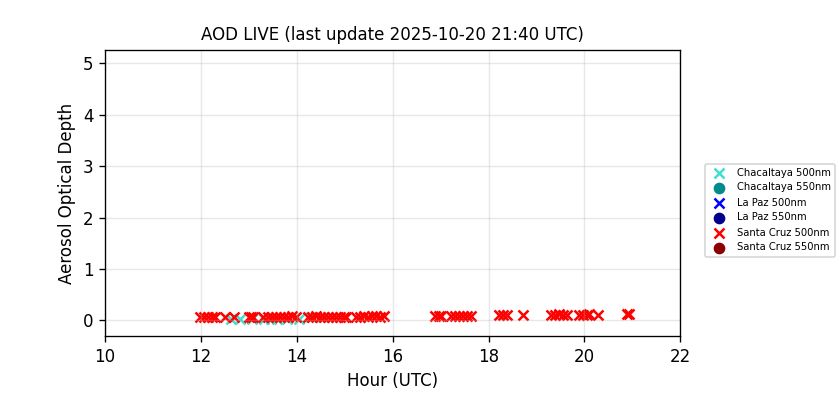 AOD LIVE (last update 2025-10-20 21:40 UTC)
Aerosol Optical Depth
5
4
3
2
1
0
10 12 14 16 18 20 22
Hour (UTC)
Chacaltaya 500nm
Chacaltaya 550nm
La Paz 500nm
La Paz 550nm
Santa Cruz 500nm
Santa Cruz 550nm